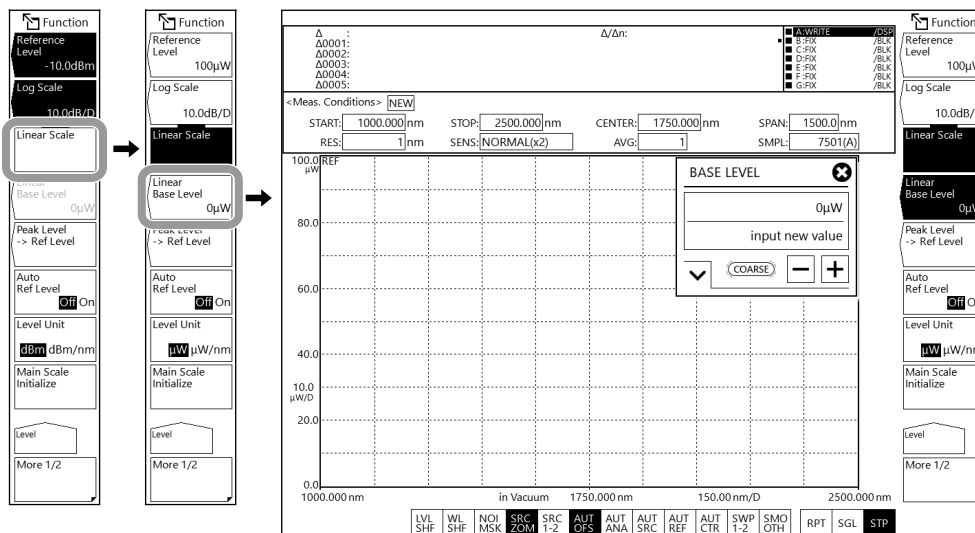 Function
Reference
Level
-10.0dBm
Log Scale
10.0dB/D
Linear Scale
Linear
Base Level
0µW
Peak Level
-> Ref Level
Auto
Ref Level
Off On
Level Unit
dBm dBm/nm
Main Scale
Initialize
Level
More 1/2
Function
Reference
Level
100µW
Log Scale
10.0dB/D
Linear Scale
Linear
Base Level
0µW
Peak Level
-> Ref Level
Auto
Ref Level
Off On
Level Unit
µW µW/nm
Main Scale
Initialize
Level
More 1/2
Δ :
Δ0001:
Δ0002:
Δ0003:
Δ0004:
Δ0005:
Δ/Δn:
A:WRITE /DSP
B:FIX /BLK
C:FIX /BLK
D:FIX /BLK
E:FIX /BLK
F:FIX /BLK
G:FIX /BLK
<Meas. Conditions> NEW
START: 1000.000 nm STOP: 2500.000 nm CENTER: 1750.000 nm SPAN: 1500.0 nm
RES: 1 nm SENS: NORMAL(x2) AVG: 1 SMPL: 7501(A)
100.0 REF
µW
80.0
60.0
40.0
10.0
µW/D
20.0
0.0
BASE LEVEL
0µW
input new value
COARSE
1000.000 nm in Vacuum 1750.000 nm 150.00 nm/D 2500.000 nm
LVL SHF
WL SHF
NOI MSK
SRC ZOM
SRC 1-2
AUT OFS
AUT ANA
AUT SRC
AUT REF
AUT CTR
SWP 1-2
SMO OTH
RPT SGL STP
Function
Reference
Level
100µW
Log Scale
10.0dB/
Linear Scale
Linear
Base Level
0µW
Peak Level
-> Ref Level
Auto
Ref Level
Off O
Level Unit
µW µW/nm
Main Scale
Initialize
Level
More 1/2